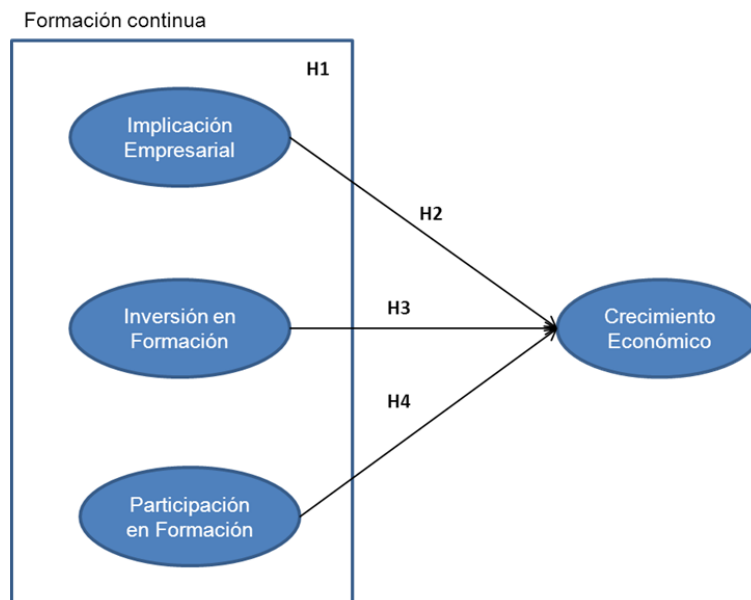 Formación continua
H1
Implicación
Empresarial
H2
Inversión en
Formación
H3
Crecimiento
Económico
H4
Participación
en Formación